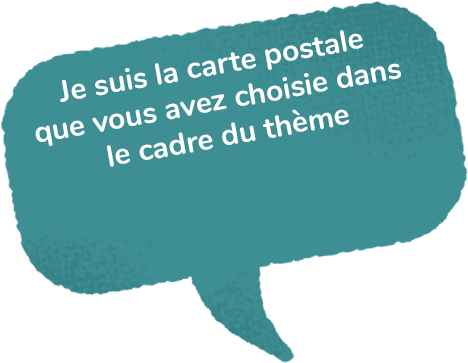 Je suis la carte postale
que vous avez choisie dans
le cadre du thème